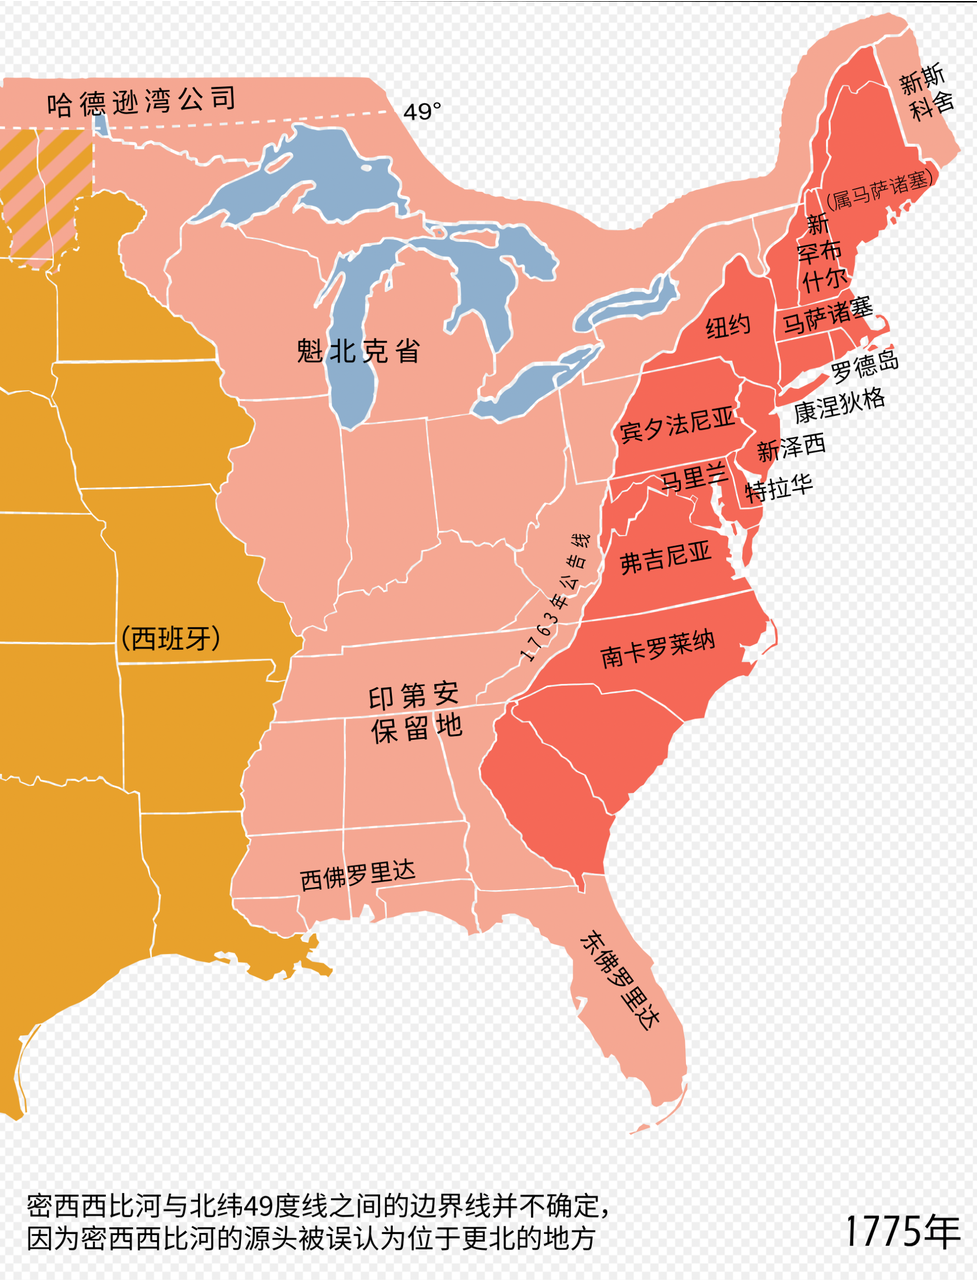 哈德逊湾公司
49°
新斯
科舍
(属马萨诸塞)
新
罕布
什尔
纽约
马萨诸塞
魁北克省
罗德岛
康涅狄格
宾夕法尼亚
新泽西
马里兰
特拉华
1763年公告线
弗吉尼亚
(西班牙)
南卡罗莱纳
印第安
保留地
西佛罗里达
东佛罗里达
密西西比河与北纬49度线之间的边界线并不确定，
因为密西西比河的源头被误认为位于更北的地方
1775年